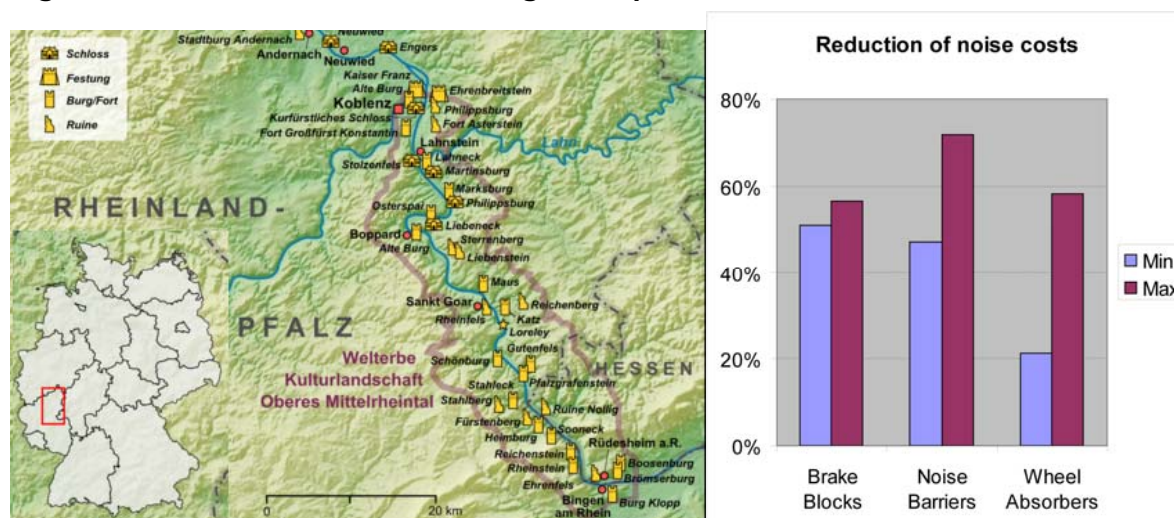 Schloss
Festung
Burg/Fort
Ruine
Stadtburg Andernach
Andernach
Neuwied
Neuwied
Engers
Kaiser Franz
Alte Burg
Ehrenbreitstein
Koblenz
Philippsburg
Kurfürstliches Schloss
Fort Asterstein
Fort Großfürst Konstantin
Lahn
Lahnstein
Lahneck
Stolzenfels
Martinsburg
Marksburg
Philippsburg
Osterspai
Liebeneck
Boppard
Alte Burg
Sterrenberg
Liebenstein
RHEINLAND-
PFALZ
Maus
Sankt Goar
Reichenberg
Rheinfels
Katz
Loreley
Gutenfels
Schönburg
HESSEN
Pfalzgrafenstein
Welterbe
Kulturlandschaft
Oberes Mittelrheintal
Stahleck
Stahlberg
Ruine Nollig
Fürstenberg
Sooneck
Heimburg
Rüdesheim a.R.
Reichenstein
Boosenburg
Rheinstein
Brömserburg
Ehrenfels
Bingen
am Rhein
Burg Klopp
0
20 km
Reduction of noise costs
80%
60%
40%
20%
0%
Brake
Blocks
Noise
Barriers
Wheel
Absorbers
Min
Max